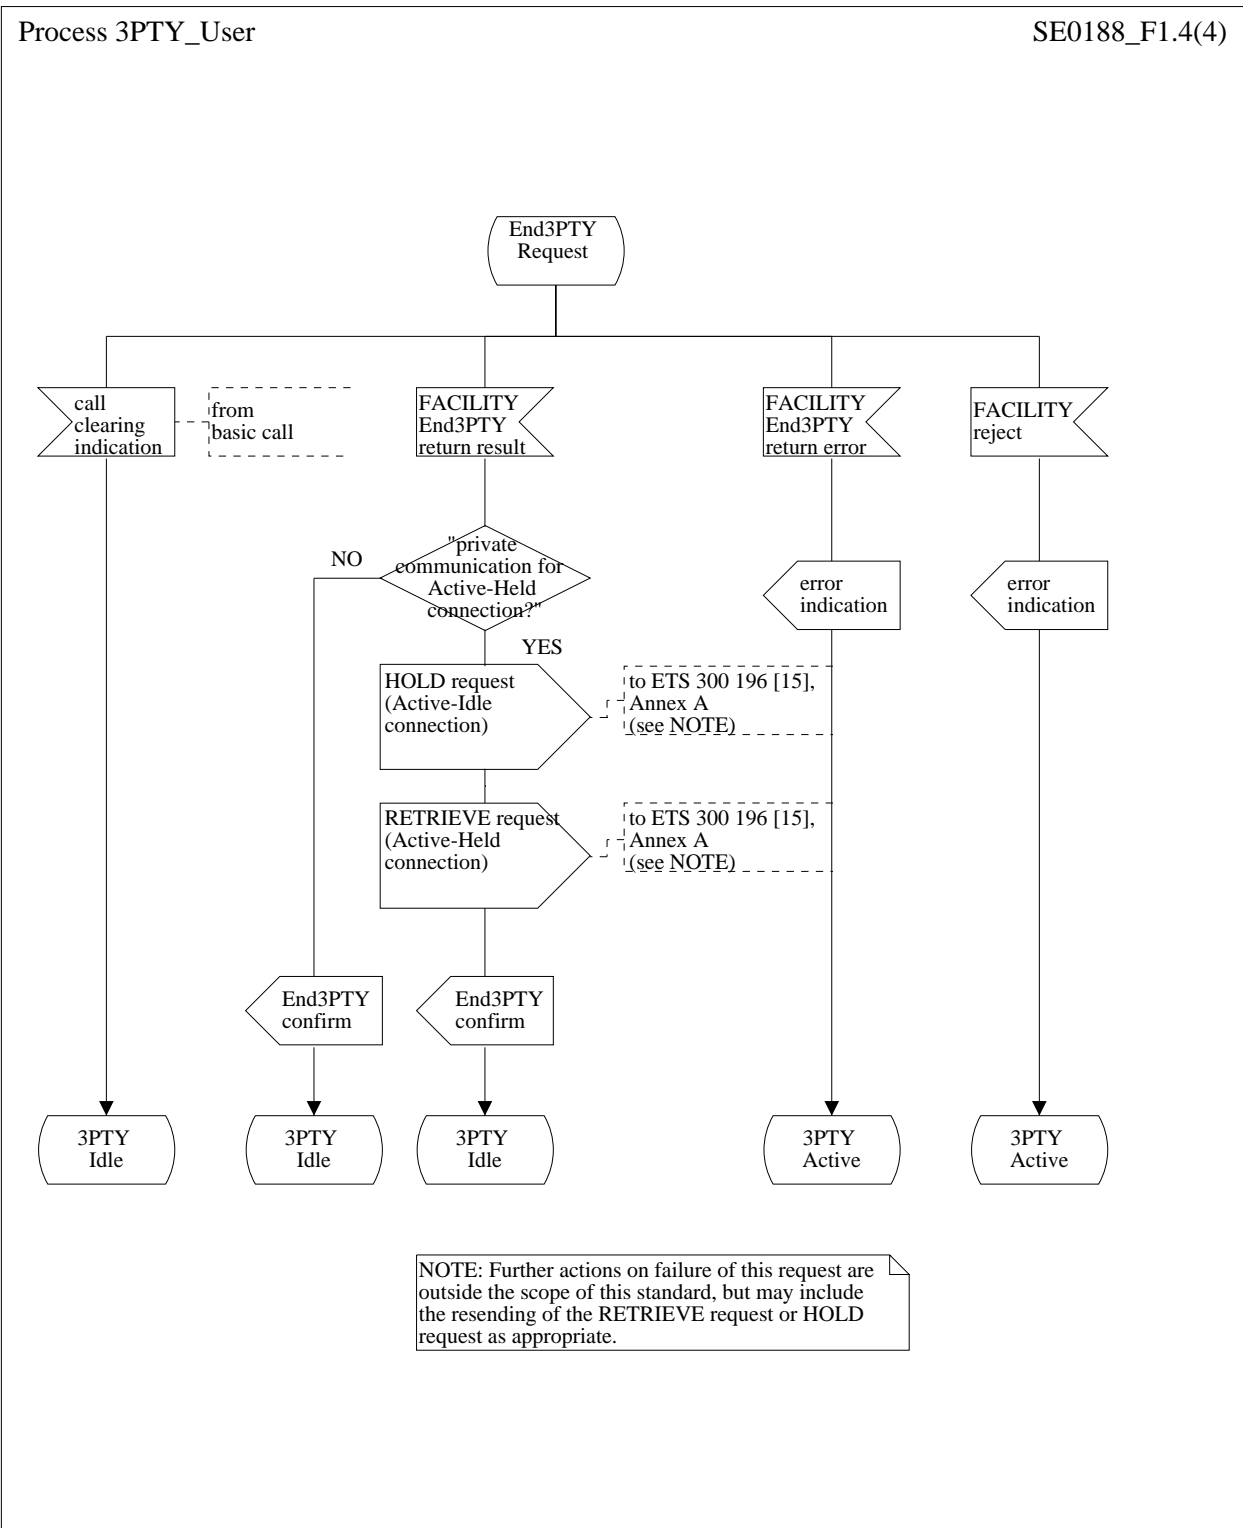 Process 3PTY_User
SE0188_F1.4(4)
End3PTY
Request
call
clearing
indication
from
basic call
FACILITY
End3PTY
return result
FACILITY
End3PTY
return error
FACILITY
reject
"private
communication for
Active-Held
connection?"
NO
YES
error
indication
error
indication
HOLD request
(Active-Idle
connection)
to ETS 300 196 [15],
Annex A
(see NOTE)
RETRIEVE request
(Active-Held
connection)
to ETS 300 196 [15],
Annex A
(see NOTE)
End3PTY
confirm
End3PTY
confirm
3PTY
Idle
3PTY
Idle
3PTY
Idle
3PTY
Active
3PTY
Active
NOTE: Further actions on failure of this request are
outside the scope of this standard, but may include
the resending of the RETRIEVE request or HOLD
request as appropriate.